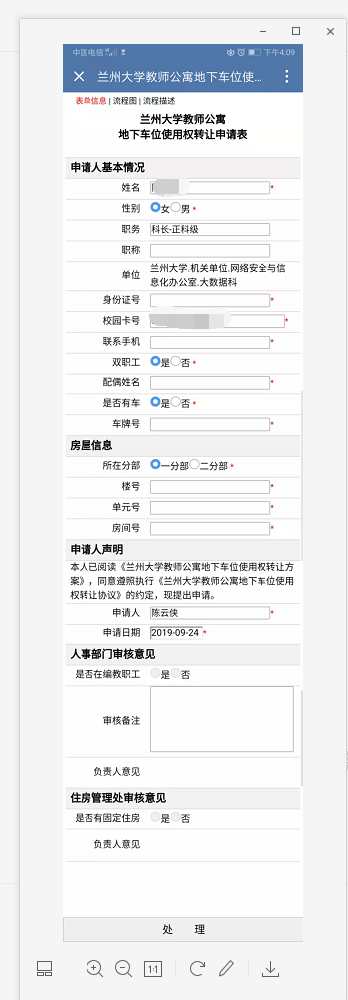 中国电信
下午4:09
兰州大学教师公寓地下车位使...
表单信息 | 流程图 | 流程描述
兰州大学教师公寓
地下车位使用权转让申请表
申请人基本情况
姓名 *
性别 女 男 *
职务 科长-正科级
职称
单位 兰州大学.机关单位.网络安全与信
息化办公室.大数据科
身份证号 *
校园卡号 *
联系手机 *
双职工 是 否 *
配偶姓名 *
是否有车 是 否 *
车牌号 *
房屋信息
所在分部 一分部 二分部 *
楼号 *
单元号 *
房间号 *
申请人声明
本人已阅读《兰州大学教师公寓地下车位使用权转让方
案》，同意遵照执行《兰州大学教师公寓地下车位使用
权转让协议》的约定，现提出申请。
申请人 陈云侠 *
申请日期 2019-09-24 *
人事部门审核意见
是否在编教职工 是 否
审核备注
负责人意见
住房管理处审核意见
是否有固定住房 是 否
负责人意见
处 理
1:1